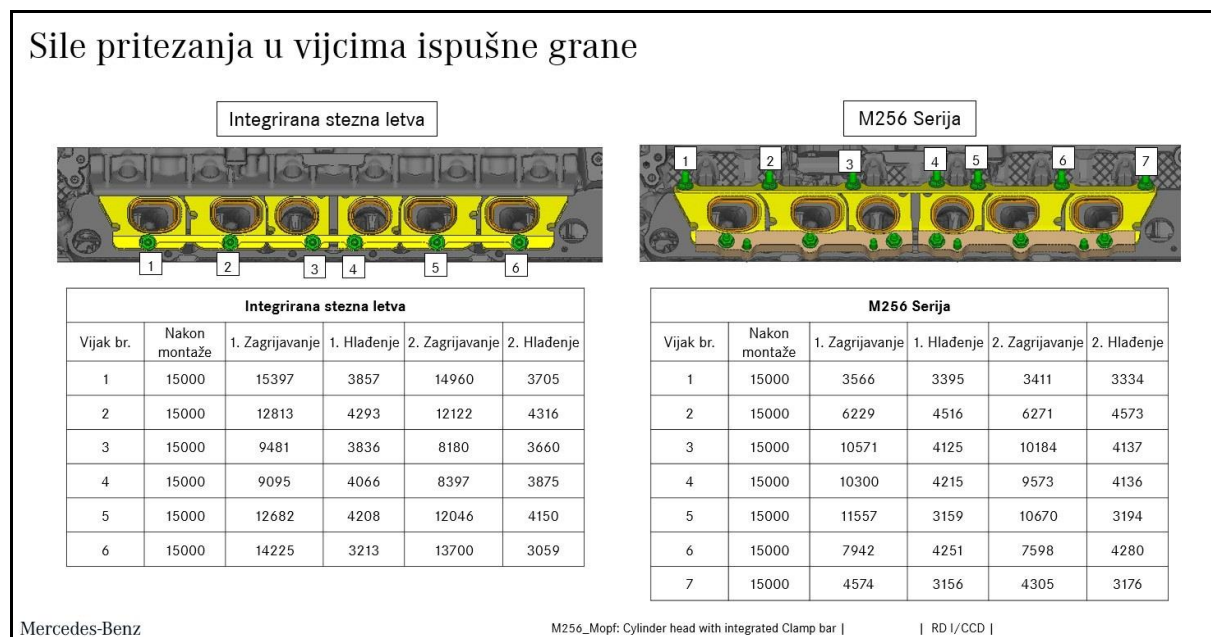 Sile pritezanja u vijcima ispušne grane
Integrirana stezna letva
1 2 3 4 5 6
Integrirana stezna letva
Vijak br. Nakon montaže 1. Zagrijavanje 1. Hlađenje 2. Zagrijavanje 2. Hlađenje
1 15000 15397 3857 14960 3705
2 15000 12813 4293 12122 4316
3 15000 9481 3836 8180 3660
4 15000 9095 4066 8397 3875
5 15000 12682 4208 12046 4150
6 15000 14225 3213 13700 3059
M256 Serija
1 2 3 4 5 6 7
M256 Serija
Vijak br. Nakon montaže 1. Zagrijavanje 1. Hlađenje 2. Zagrijavanje 2. Hlađenje
1 15000 3566 3395 3411 3334
2 15000 6229 4516 6271 4573
3 15000 10571 4125 10184 4137
4 15000 10300 4215 9573 4136
5 15000 11557 3159 10670 3194
6 15000 7942 4251 7598 4280
7 15000 4574 3156 4305 3176
Mercedes-Benz
M256_Mopf: Cylinder head with integrated Clamp bar | | RD I/CCD |